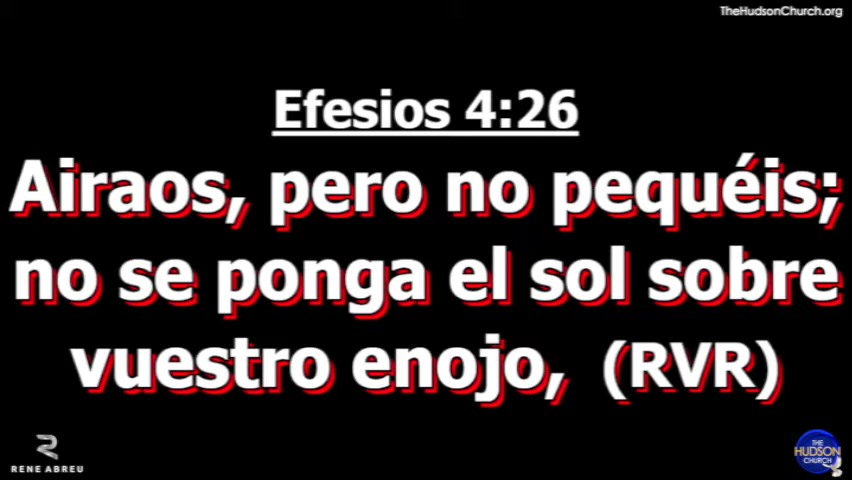 TheHudsonChurch.org
Efesios 4:26
Airaos, pero no pequéis;
no se ponga el sol sobre
vuestro enojo, (RVR)
RENE ABREU
THE
HUDSON
CHURCH